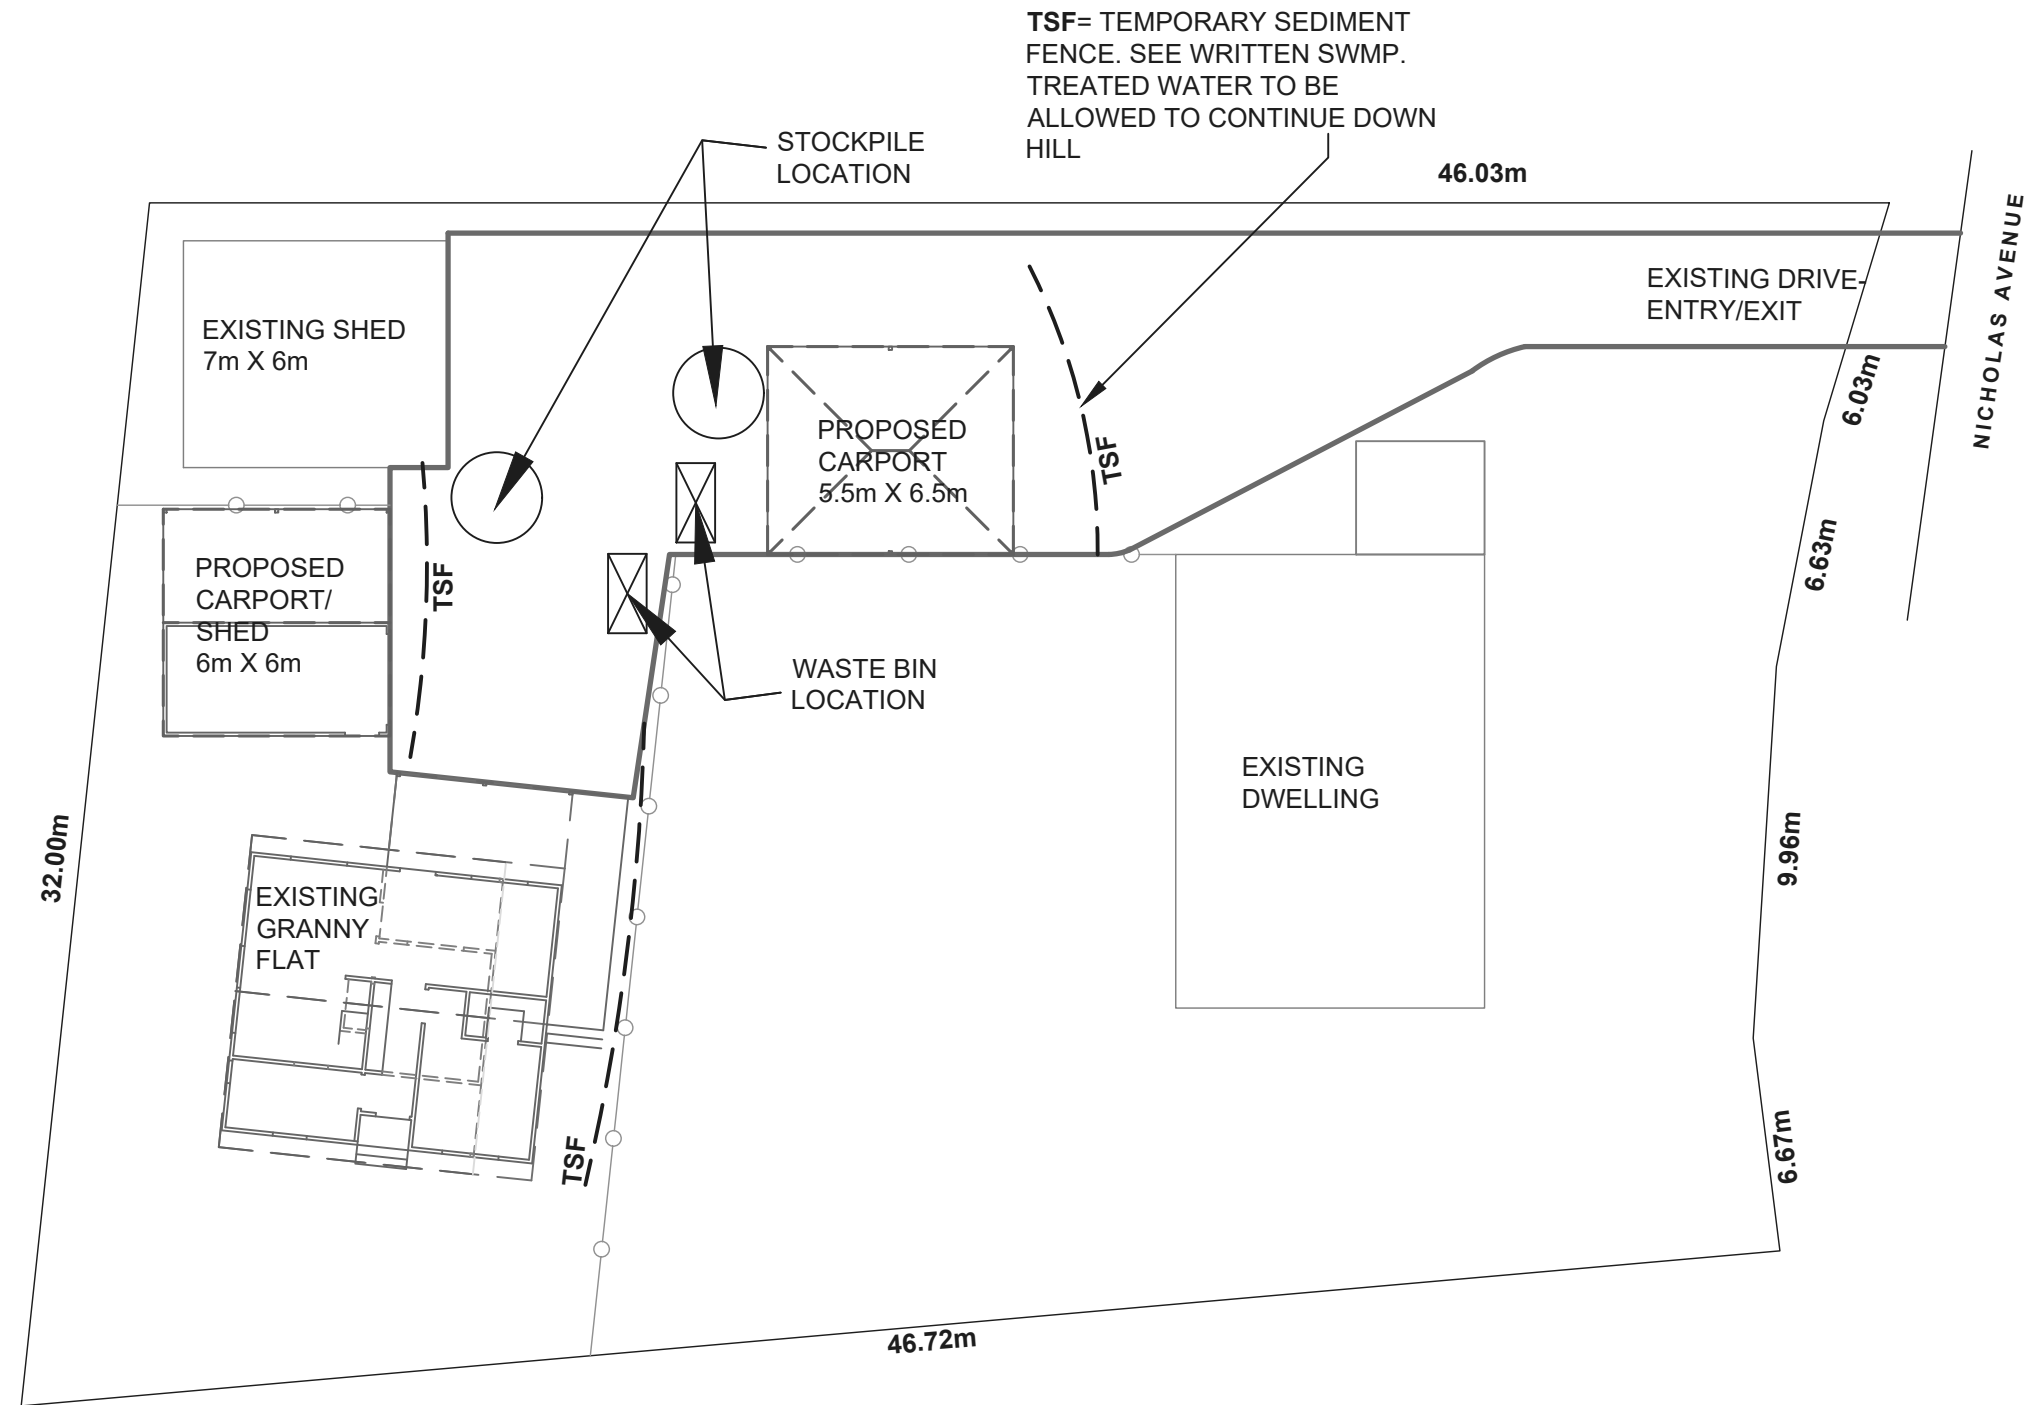 TSF= TEMPORARY SEDIMENT
FENCE. SEE WRITTEN SWMP.
TREATED WATER TO BE
ALLOWED TO CONTINUE DOWN
HILL
STOCKPILE
LOCATION
46.03m
NICHOLAS AVENUE
EXISTING DRIVE-
ENTRY/EXIT
EXISTING SHED
7m X 6m
6.03m
PROPOSED
CARPORT
5.5m X 6.5m
TSF
6.63m
PROPOSED
CARPORT/
SHED
6m X 6m
TSF
WASTE BIN
LOCATION
EXISTING
DWELLING
32.00m
9.96m
EXISTING
GRANNY
FLAT
6.67m
TSF
46.72m